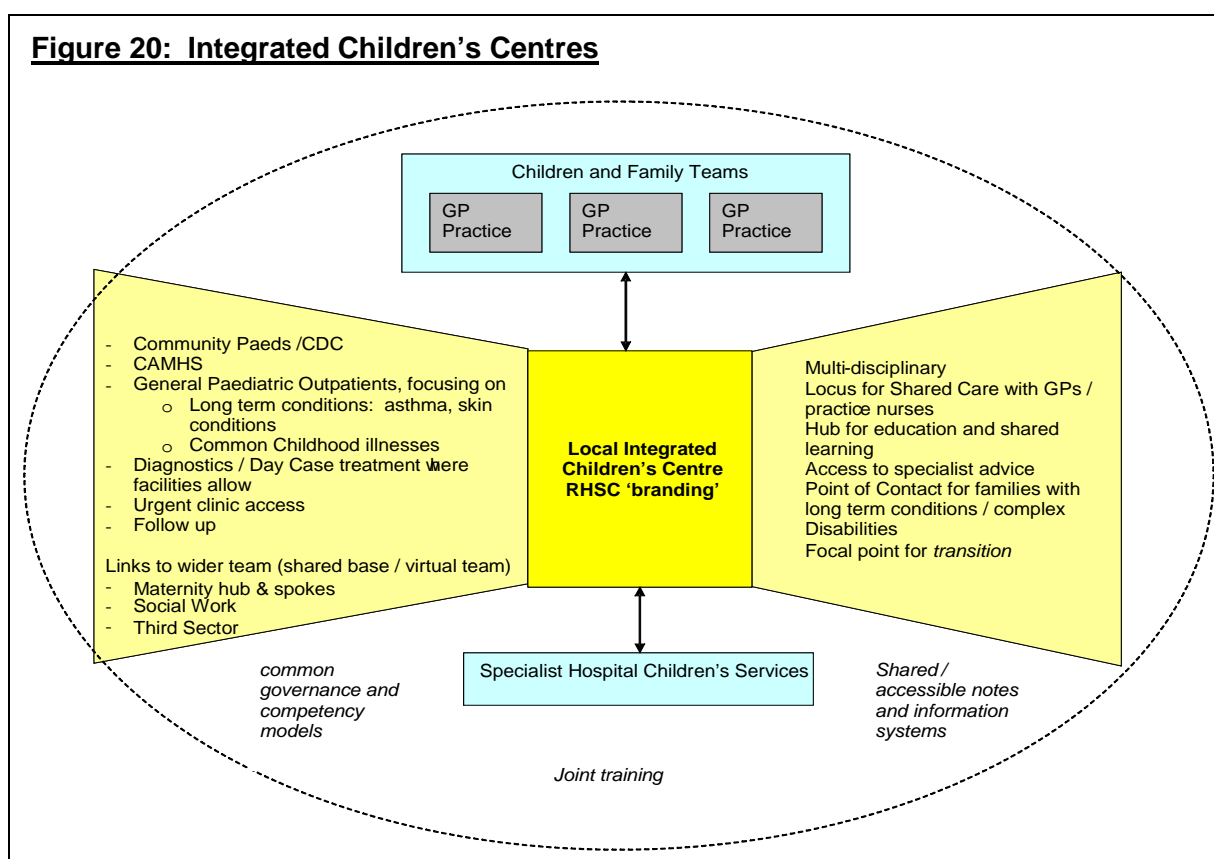 Figure 20: Integrated Children's Centres
Children and Family Teams
GP
Practice
GP
Practice
GP
Practice
- Community Paeds /CDC
- CAMHS
- General Paediatric Outpatients, focusing on
o Long term conditions: asthma, skin
conditions
o Common Childhood illnesses
- Diagnostics / Day Case treatment where
facilities allow
- Urgent clinic access
- Follow up
Links to wider team (shared base / virtual team)
- Maternity hub & spokes
- Social Work
- Third Sector
Local Integrated
Children's Centre
RHSC 'branding'
Multi-disciplinary
Locus for Shared Care with GPs /
practice nurses
Hub for education and shared
learning
Access to specialist advice
Point of Contact for families with
long term conditions / complex
Disabilities
Focal point for transition
Specialist Hospital Children's Services
common
governance and
competency
models
Shared /
accessible notes
and information
systems
Joint training